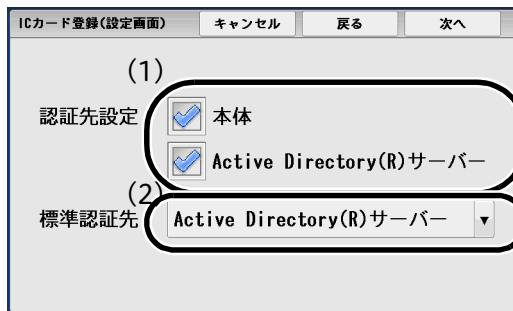 ICカード登録(設定画面) キャンセル 戻る 次へ
(1)
認証先設定 本体
Active Directory(R)サーバー
(2)
標準認証先 Active Directory(R)サーバー